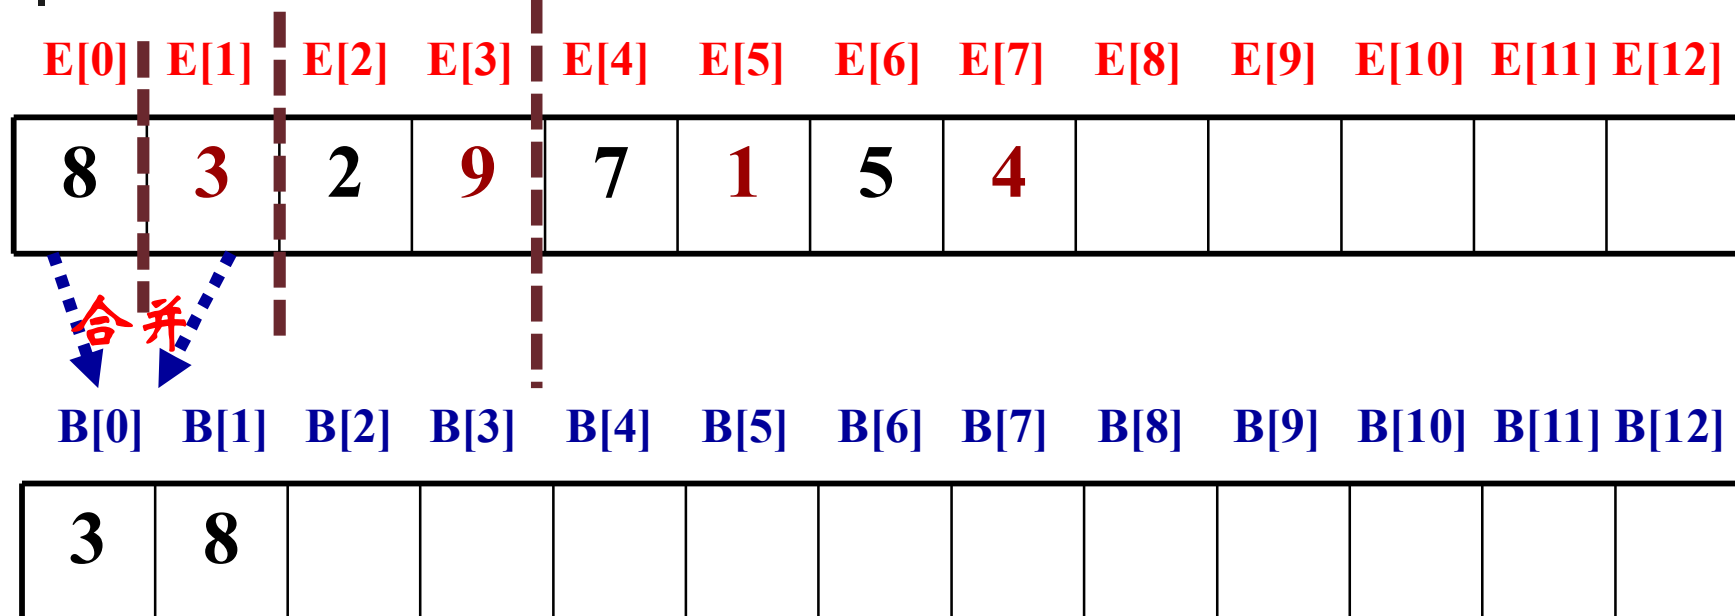 E[0] E[1] E[2] E[3] E[4] E[5] E[6] E[7] E[8] E[9] E[10] E[11] E[12]
8 3 2 9 7 1 5 4
合并
B[0] B[1] B[2] B[3] B[4] B[5] B[6] B[7] B[8] B[9] B[10] B[11] B[12]
3 8